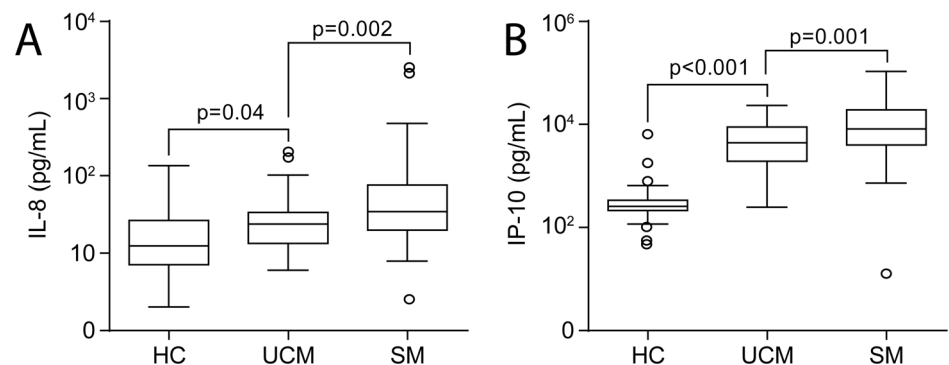 A
IL-8 (pg/mL)
10⁴
10³
10²
10
0
p=0.04
p=0.002
HC
UCM
SM
B
IP-10 (pg/mL)
10⁶
10⁴
10²
0
p<0.001
p=0.001
HC
UCM
SM